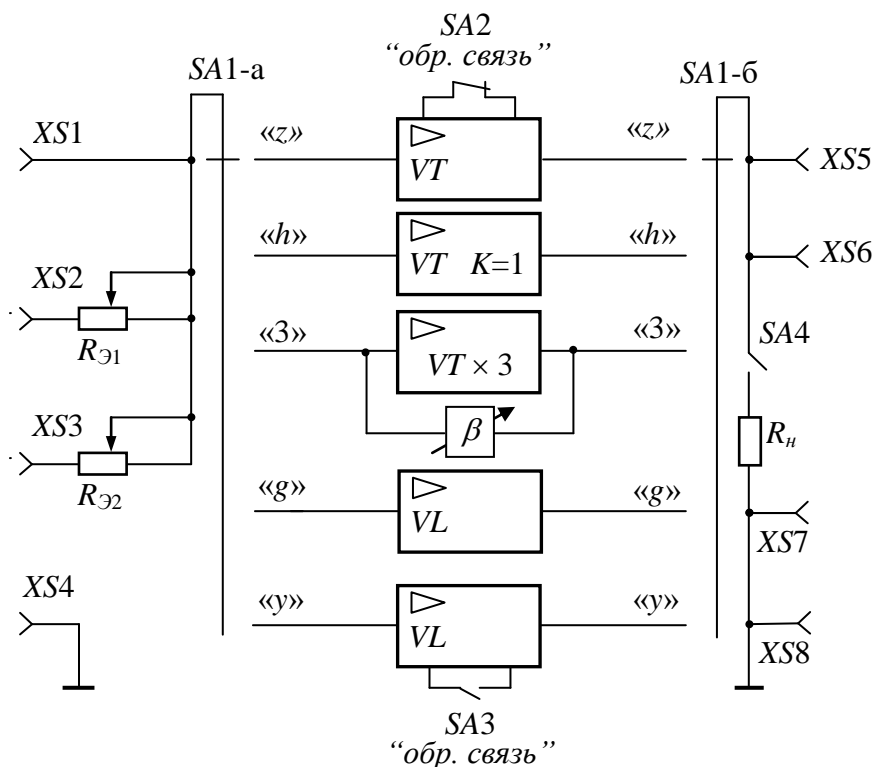 SA2
“обр. связь”
SA1-а
SA1-б
XS1
«z»
VT
«z»
XS5
«h»
VT K=1
«h»
XS6
XS2
RЭ1
«3»
VT × 3
«3»
SA4
β
XS3
RЭ2
Rн
«g»
VL
«g»
XS7
XS4
«y»
VL
«y»
XS8
SA3
“обр. связь”